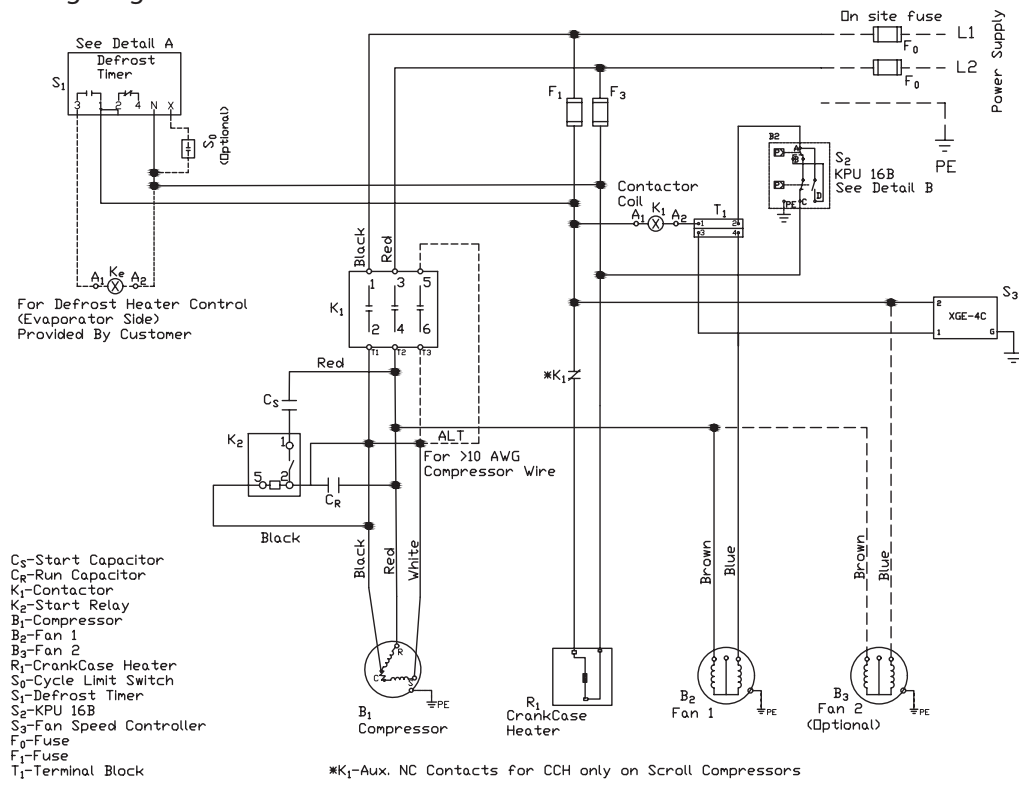 On site fuse
F0
L1
L2
F0
Power Supply
PE
See Detail A
Defrost
Timer
S1
3 1 2 4 N X
S0
(Optional)
F1
F3
B2
P
A
B
P
D
PE
C
S2
KPU 16B
See Detail B
Contactor
Coil
A1 K1 A2
T1
1 2
3 4
Black
Red
A1 Ke A2
For Defrost Heater Control
(Evaporator Side)
Provided By Customer
K1
1 3 5
2 4 6
T1 T2 T3
S3
2
XGE-4C
1
G
Red
CS
*K1
K2
1
5 2
CR
ALT
For >10 AWG
Compressor Wire
Black
Black
Red
White
Brown
Blue
Brown
Blue
CS-Start Capacitor
CR-Run Capacitor
K1-Contactor
K2-Start Relay
B1-Compressor
B2-Fan 1
B3-Fan 2
R1-CrankCase Heater
S0-Cycle Limit Switch
S1-Defrost Timer
S2-KPU 16B
S3-Fan Speed Controller
F0-Fuse
F1-Fuse
T1-Terminal Block
R
C
S
PE
B1
Compressor
R1
CrankCase
Heater
B2
Fan 1
PE
B3
Fan 2
(Optional)
PE
*K1-Aux. NC Contacts for CCH only on Scroll Compressors